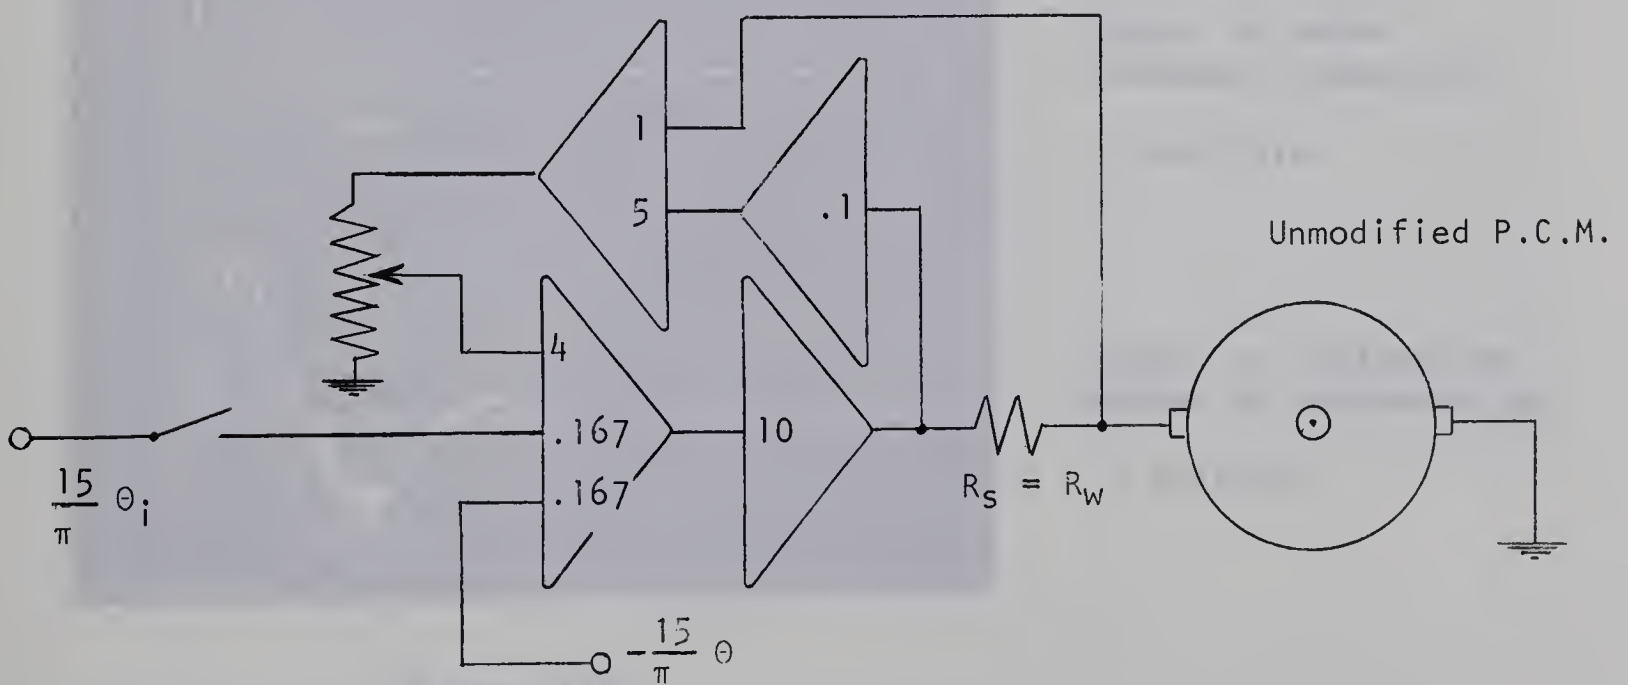 1
5
.1
Unmodified P.C.M.
4
.167
10
.167
15/π θi
RS = RW
-15/π θ